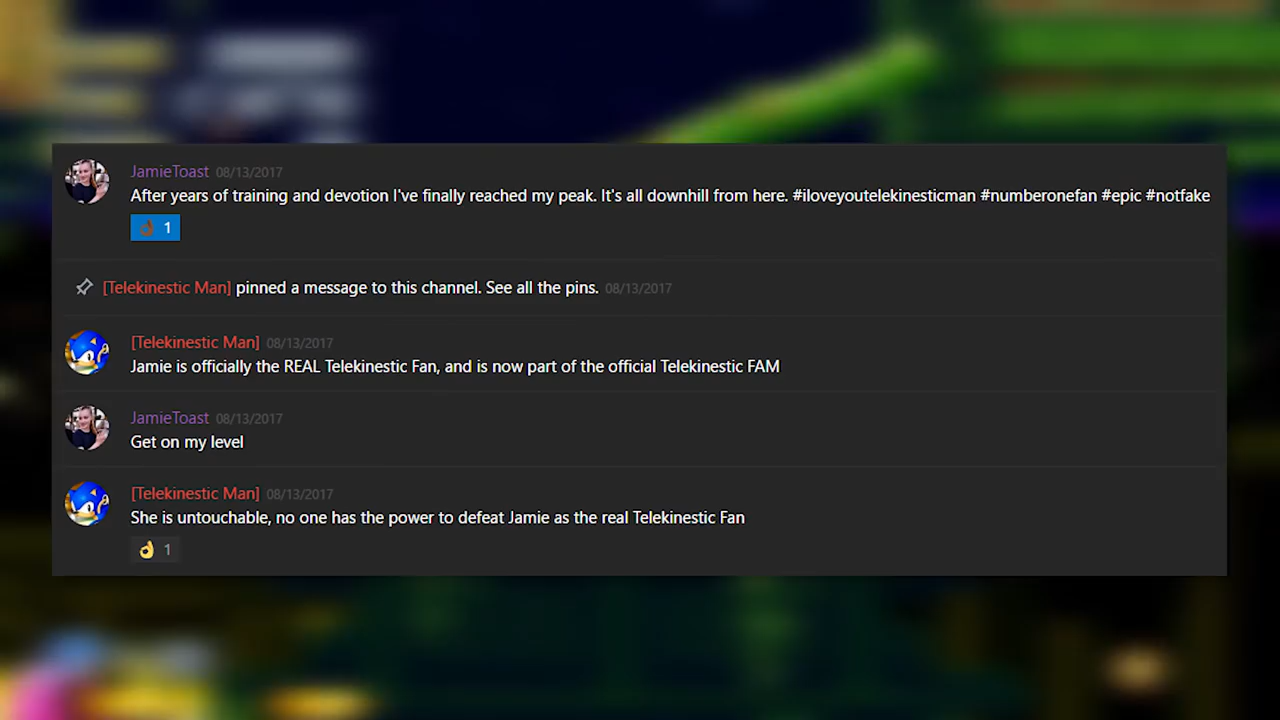 JamieToast 08/13/2017
After years of training and devotion I've finally reached my peak. It's all downhill from here. #iloveyoutelekinesticman #numberonefan #epic #notfake
1
[Telekinestic Man] pinned a message to this channel. See all the pins. 08/13/2017
[Telekinestic Man] 08/13/2017
Jamie is officially the REAL Telekinestic Fan, and is now part of the official Telekinestic FAM
JamieToast 08/13/2017
Get on my level
[Telekinestic Man] 08/13/2017
She is untouchable, no one has the power to defeat Jamie as the real Telekinestic Fan
1